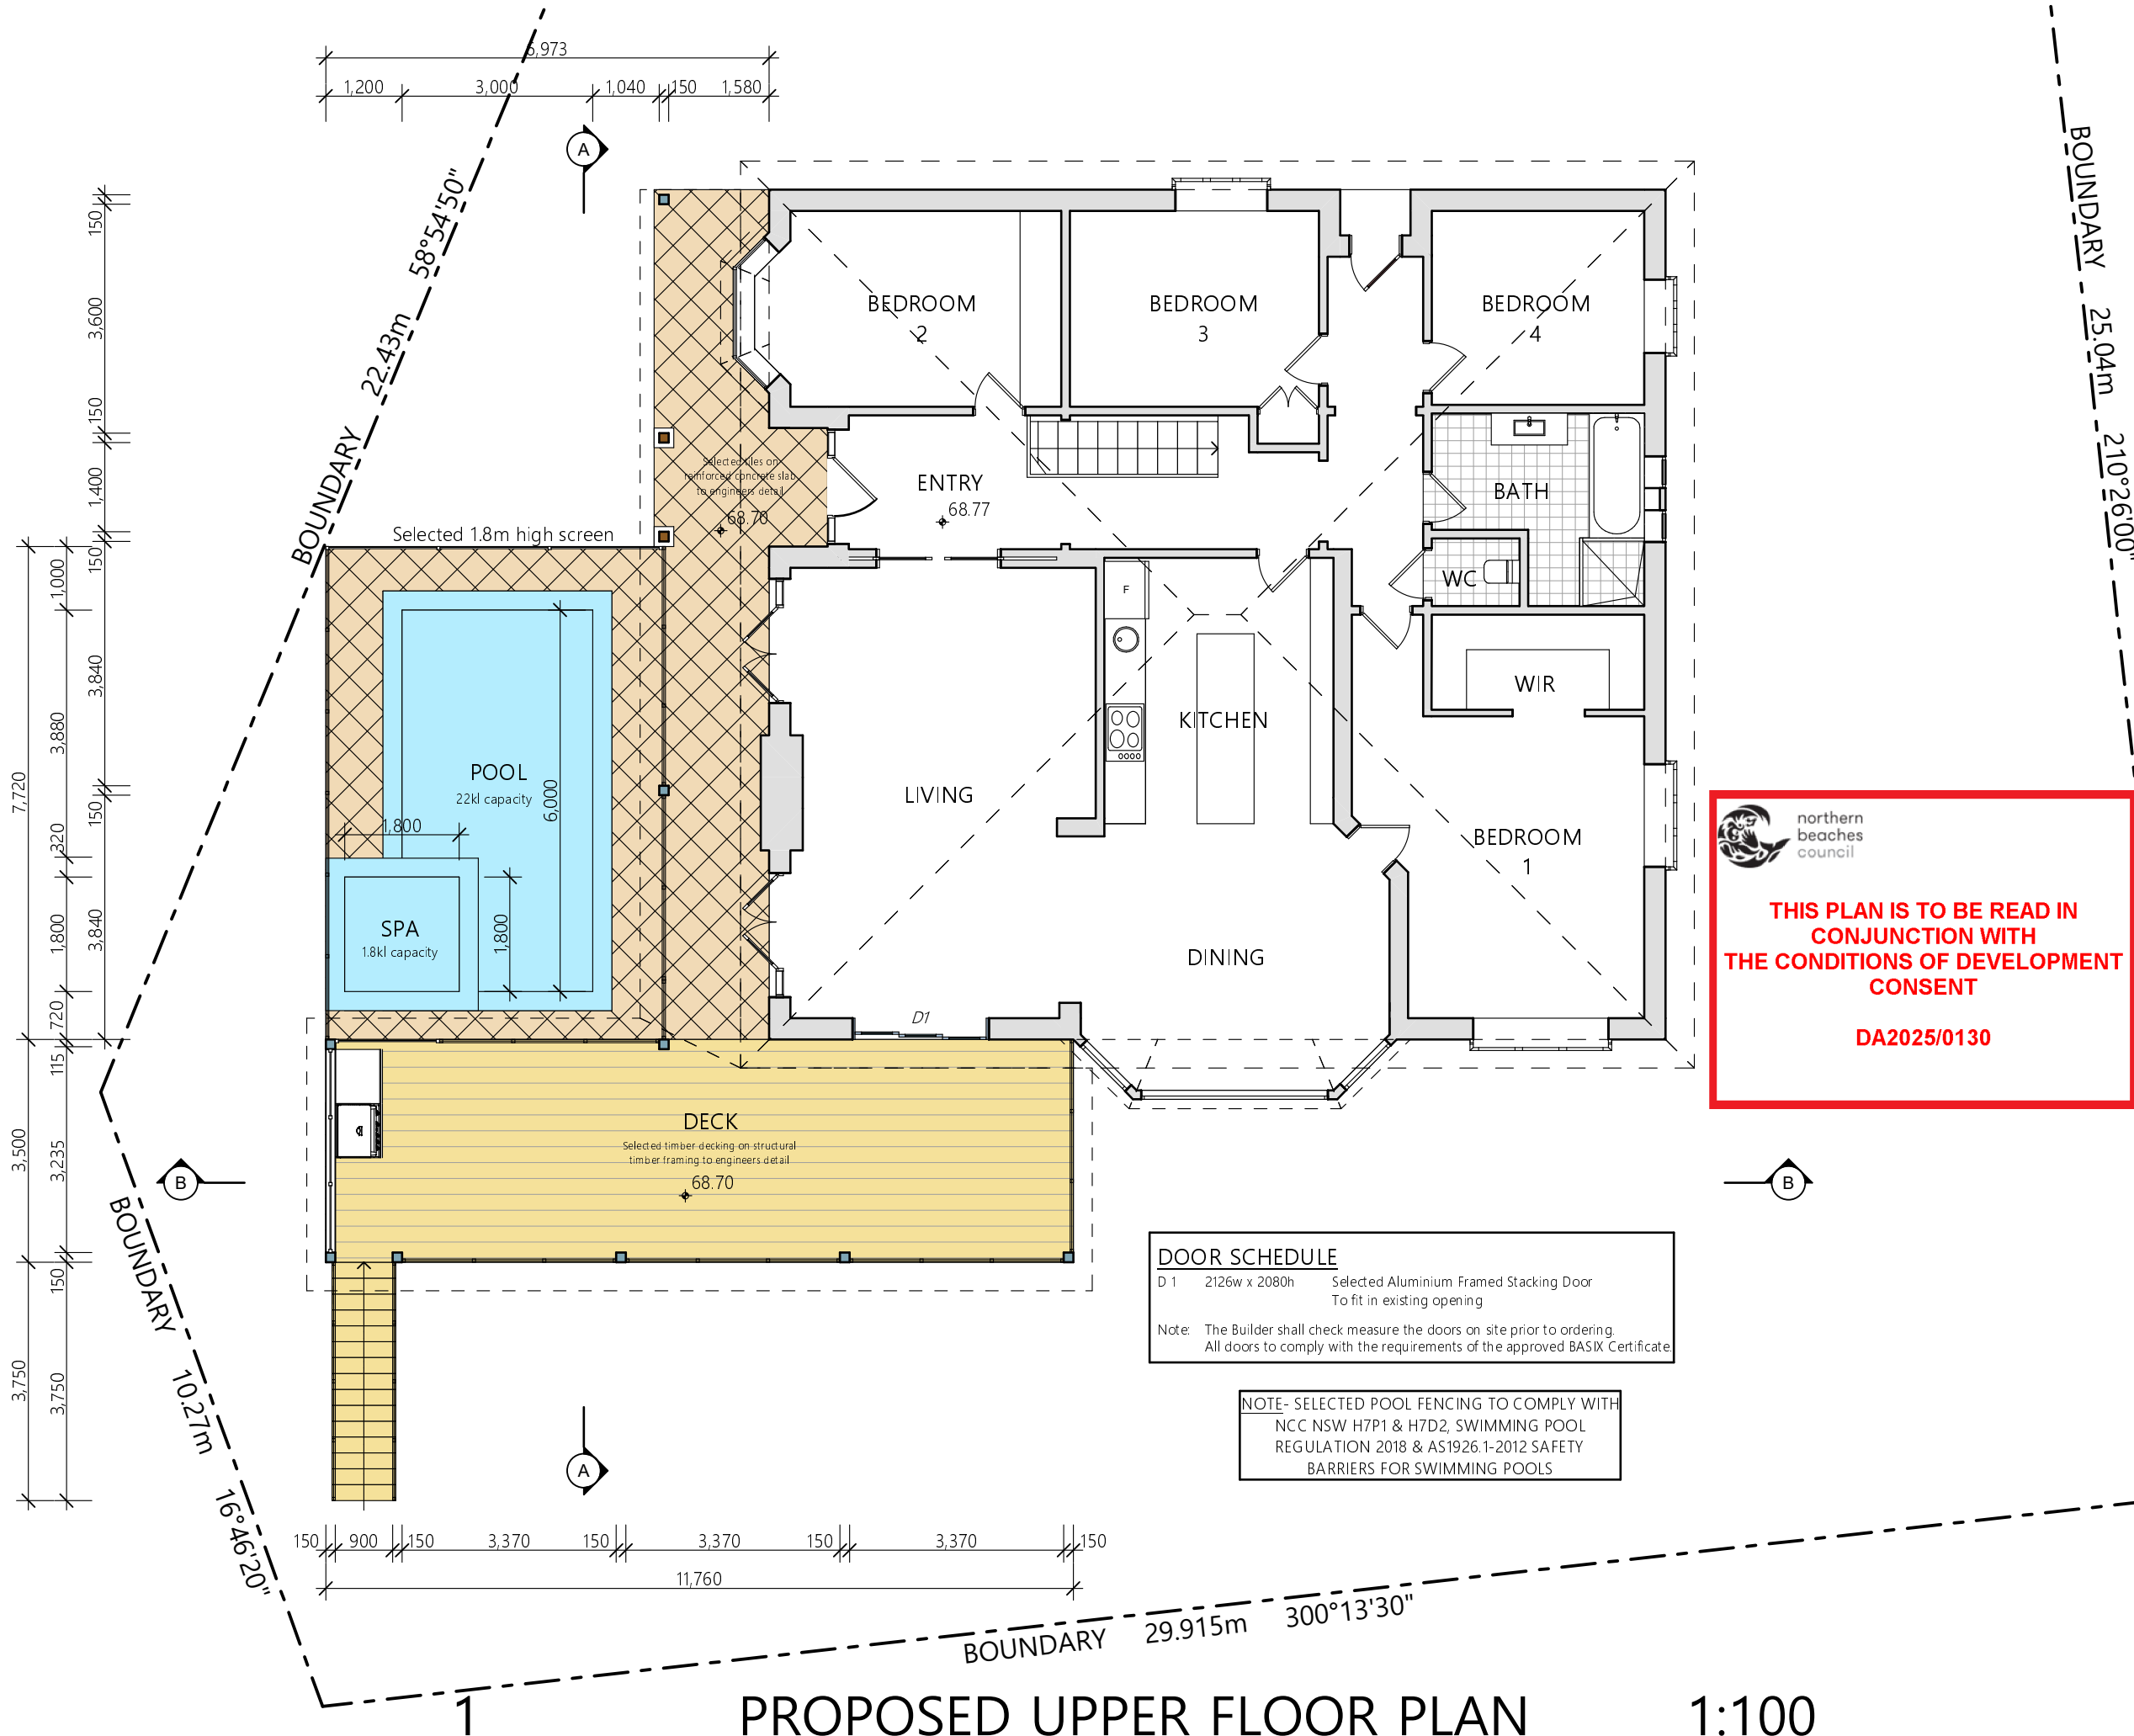 6,973
1,200 3,000 1,040 150 1,580
A
BOUNDARY 22.43m 58°54'50"
BOUNDARY 25.04m 210°26'00"
150
3,600
150
1,400
150
3,840
150
3,840
1,000
3,880
320
1,800
720
115
3,235
150
3,750
7,720
3,500
3,750
BEDROOM
2
BEDROOM
3
BEDROOM
4
Selected tiles on
reinforced concrete slab
to engineers detail
68.70
ENTRY
68.77
BATH
WC
Selected 1.8m high screen
F
WIR
KITCHEN
POOL
22kl capacity
6,000
1,800
LIVING
BEDROOM
1
SPA
1.8kl capacity
1,800
DINING
D1
DECK
Selected timber decking on structural
timber framing to engineers detail
68.70
B
B
northern
beaches
council
THIS PLAN IS TO BE READ IN
CONJUNCTION WITH
THE CONDITIONS OF DEVELOPMENT
CONSENT
DA2025/0130
DOOR SCHEDULE
D 1 2126w x 2080h Selected Aluminium Framed Stacking Door
To fit in existing opening
Note: The Builder shall check measure the doors on site prior to ordering.
All doors to comply with the requirements of the approved BASIX Certificate.
NOTE- SELECTED POOL FENCING TO COMPLY WITH
NCC NSW H7P1 & H7D2, SWIMMING POOL
REGULATION 2018 & AS1926.1-2012 SAFETY
BARRIERS FOR SWIMMING POOLS
A
BOUNDARY 10.27m 16°46'20"
150 900 150 3,370 150 3,370 150 3,370 150
11,760
BOUNDARY 29.915m 300°13'30"
1 PROPOSED UPPER FLOOR PLAN 1:100